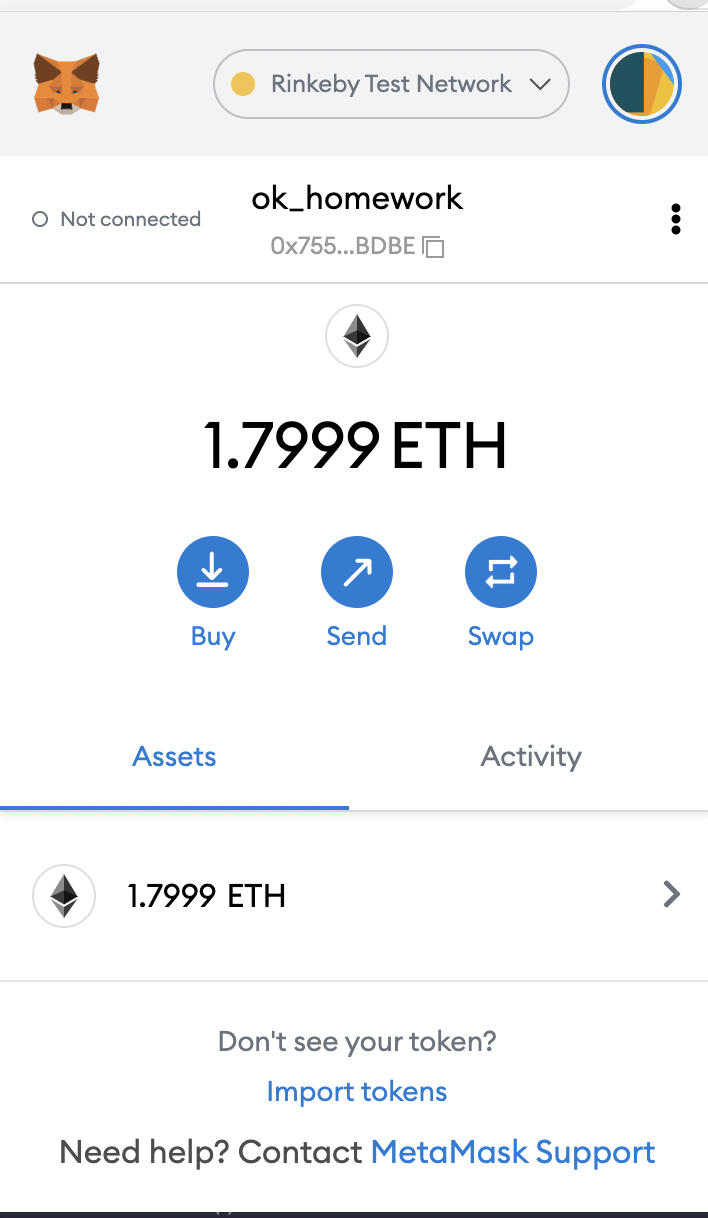 Rinkeby Test Network
Not connected
ok_homework
0x755...BDBE
1.7999 ETH
Buy
Send
Swap
Assets
Activity
1.7999 ETH
Don't see your token?
Import tokens
Need help? Contact MetaMask Support